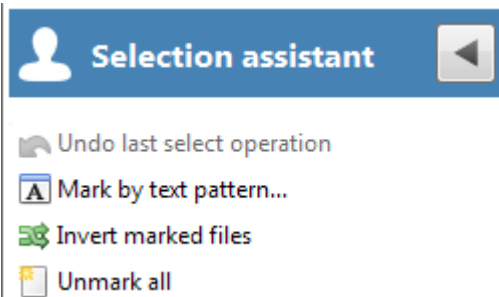 Selection assistant
Undo last select operation
Mark by text pattern...
Invert marked files
Unmark all